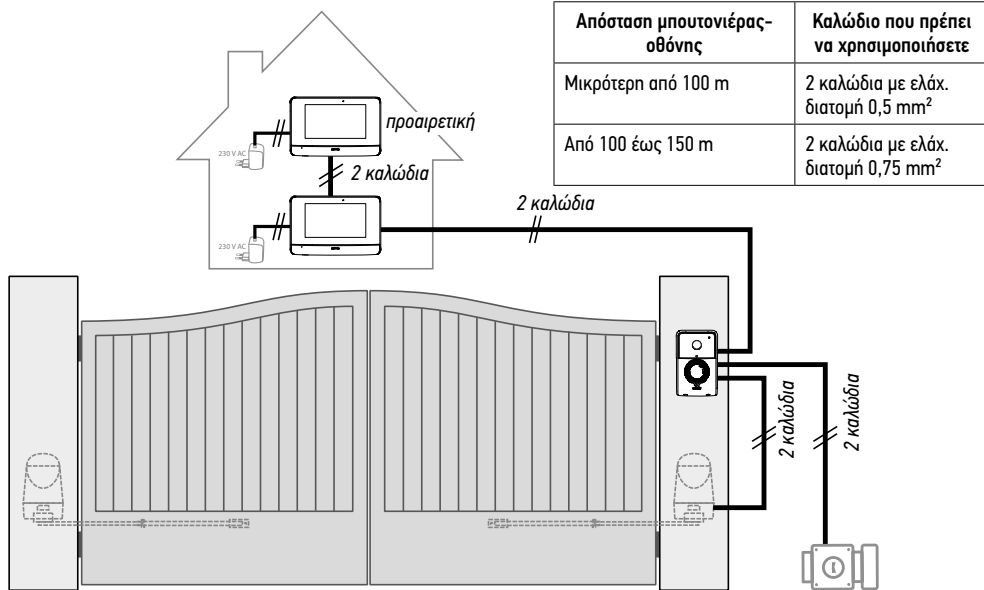 Απόσταση μπουτονιέρας-
οθόνης
Καλώδιο που πρέπει
να χρησιμοποιήσετε
Μικρότερη από 100 m
2 καλώδια με ελάχ.
διατομή 0,5 mm²
Από 100 έως 150 m
2 καλώδια με ελάχ.
διατομή 0,75 mm²
προαιρετική
230 V AC
2 καλώδια
2 καλώδια
230 V AC
2 καλώδια
2 καλώδια